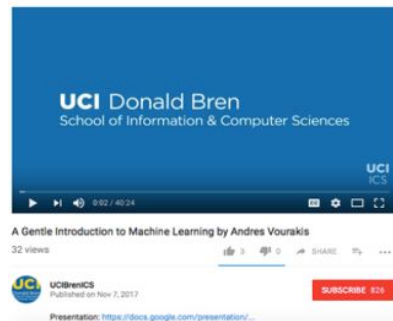 UCI Donald Bren
School of Information & Computer Sciences
UCI
ICS
0:02 / 40:24
CC
A Gentle Introduction to Machine Learning by Andres Vourakis
32 views
3
0
SHARE
UCI
UCIBrenICS
Published on Nov 7, 2017
SUBSCRIBE 826
Presentation: https://docs.google.com/presentation/...